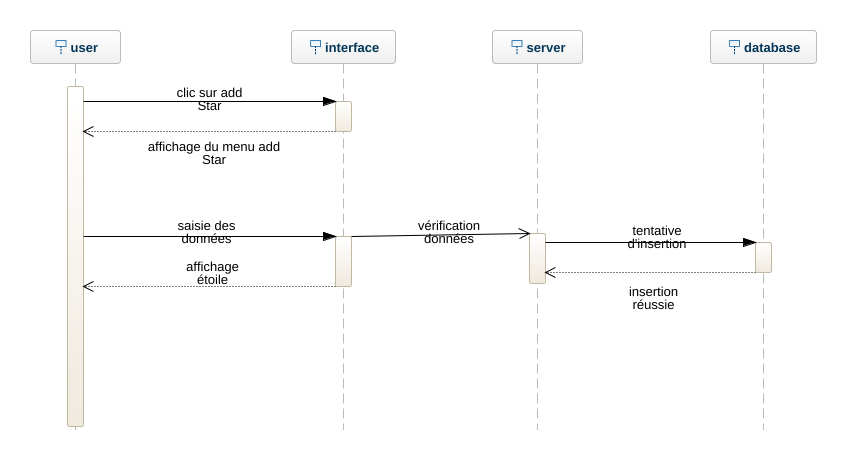 user
interface
server
database
clic sur add
Star
affichage du menu add
Star
saisie des
données
vérification
données
tentative
d'insertion
affichage
étoile
insertion
réussie